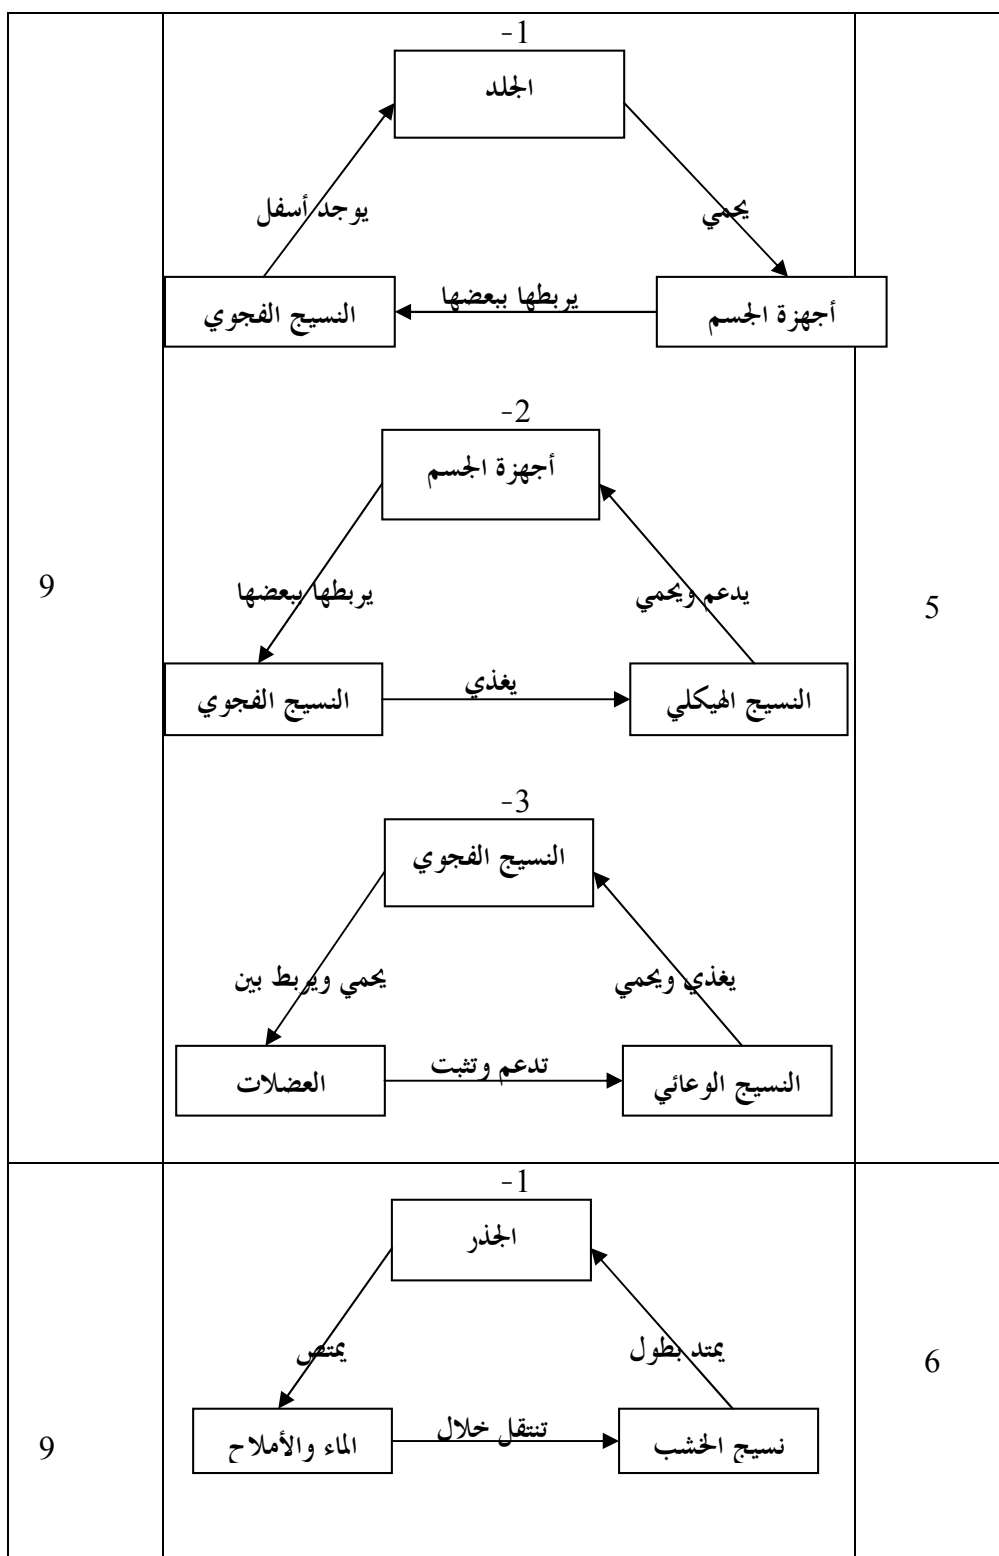 -1
الجلد
يوجد أسفل
يحمي
أجهزة الجسم
يربطها ببعضها
النسيج الفجوي
-2
أجهزة الجسم
يربطها ببعضها
يدعم ويحمي
9
5
النسيج الهيكلي
يغذي
النسيج الفجوي
-3
النسيج الفجوي
يحمي ويربط بين
يغذي ويحمي
النسيج الوعائي
تدعم وتثبت
العضلات
-1
الجذر
يمتد بطول
يمتص
6
نسيج الخشب
تنتقل خلال
الماء والأملاح
9